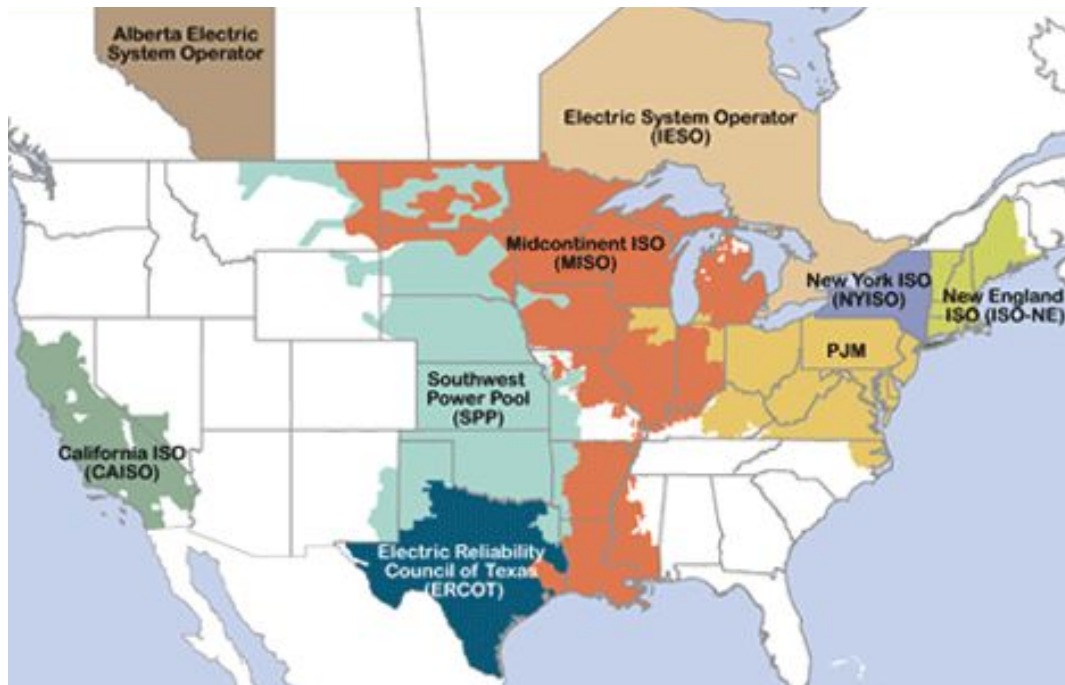 Alberta Electric
System Operator
Electric System Operator
(IESO)
Midcontinent ISO
(MISO)
New York ISO
(NYISO)
New England
ISO (ISO-NE)
PJM
Southwest
Power Pool
(SPP)
California ISO
(CAISO)
Electric Reliability
Council of Texas
(ERCOT)